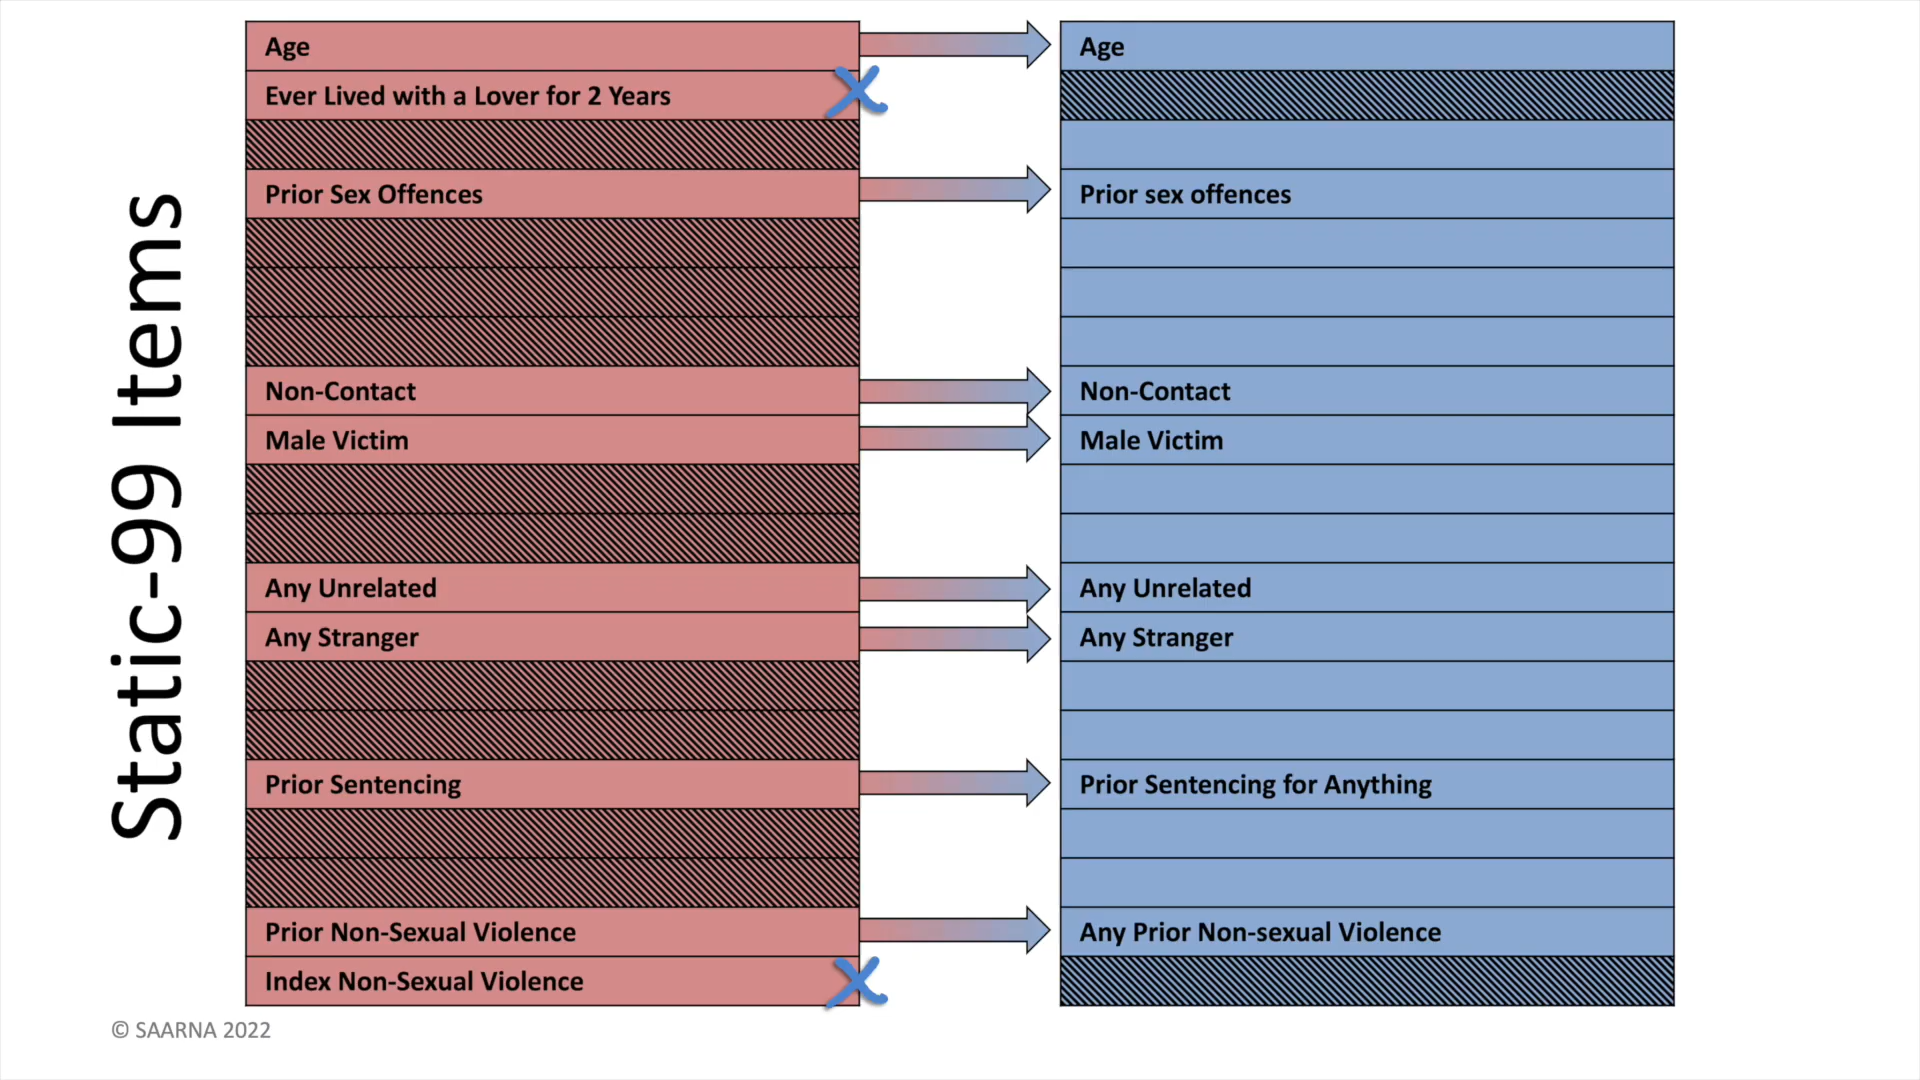 Static-99 Items
Age
Ever Lived with a Lover for 2 Years
Prior Sex Offences
Non-Contact
Male Victim
Any Unrelated
Any Stranger
Prior Sentencing
Prior Non-Sexual Violence
Index Non-Sexual Violence
Age
Prior sex offences
Non-Contact
Male Victim
Any Unrelated
Any Stranger
Prior Sentencing for Anything
Any Prior Non-sexual Violence
© SAARNA 2022